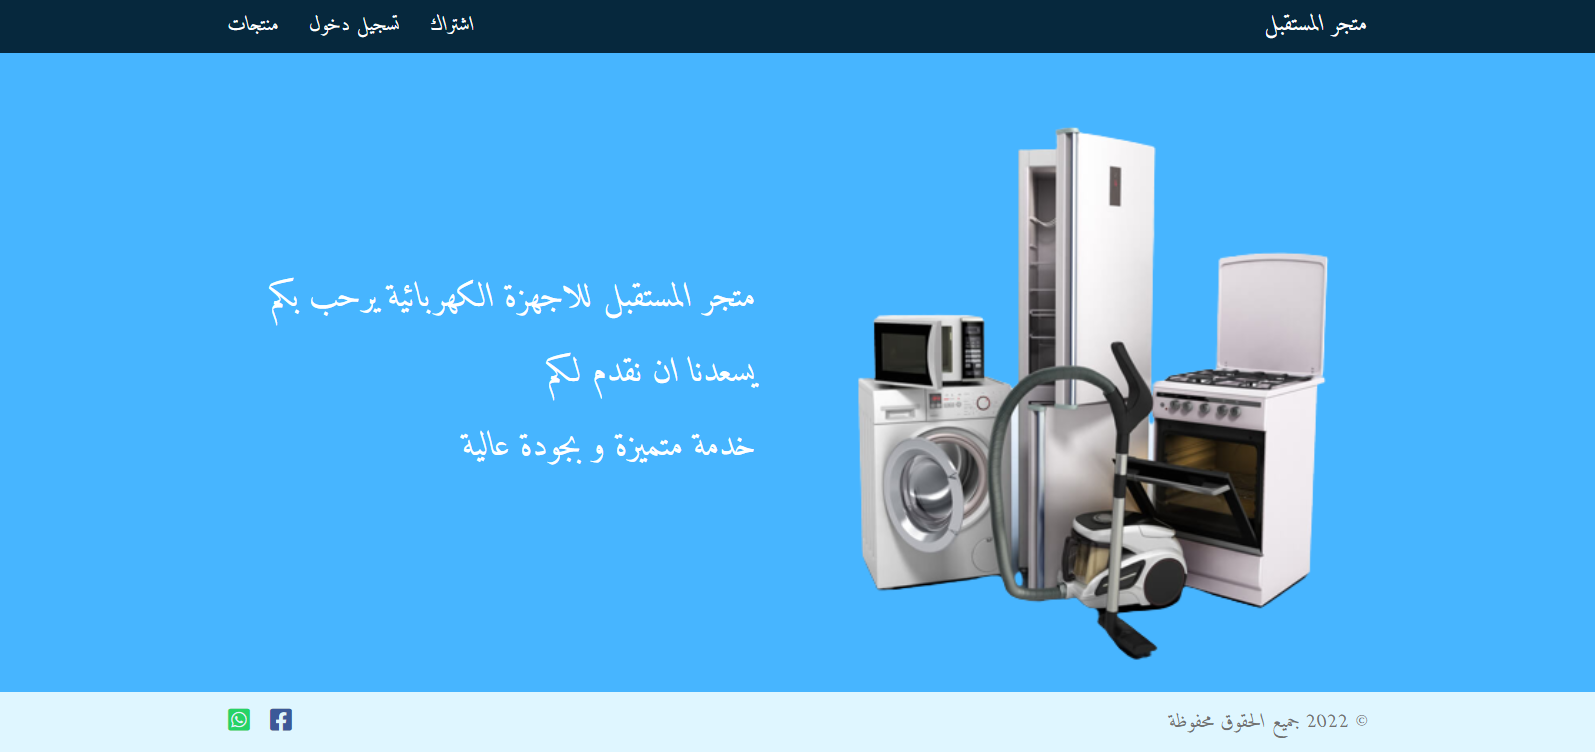 متجر المستقبل
اشتراك
تسجيل دخول
منتجات
متجر المستقبل للاجهزة الكهربائية يرحب بكم
يسعدنا ان نقدم لكم
خدمة متميزة و بجودة عالية
© 2022 جميع الحقوق محفوظة